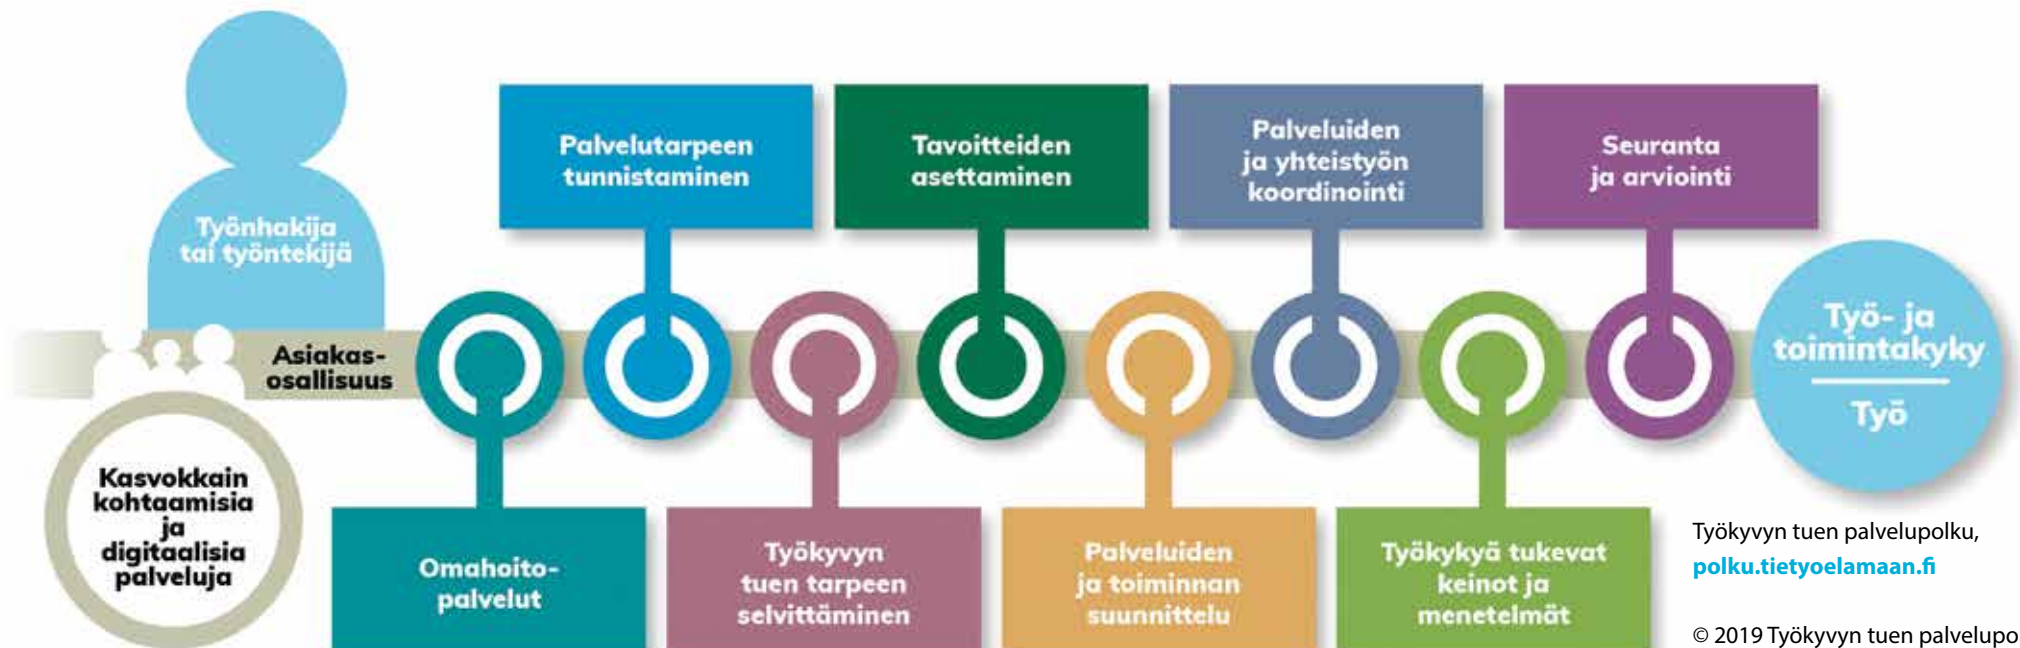 Työnhakija
tai työntekijä
Asiakas-
osallisuus
Kasvokkain
kohtaamisia
ja
digitaalisia
palveluja
Omahoito-
palvelut
Palvelutarpeen
tunnistaminen
Työkyvyn
tuen tarpeen
selvittäminen
Tavoitteiden
asettaminen
Palveluiden
ja toiminnan
suunnittelu
Palveluiden
ja yhteistyön
koordinointi
Työkykyä tukevat
keinot ja
menetelmät
Seuranta
ja arviointi
Työ- ja
toimintakyky
Työ
Työkyvyn tuen palvelupolku,
polku.tietyoelamaan.fi
© 2019 Työkyvyn tuen palvelupo